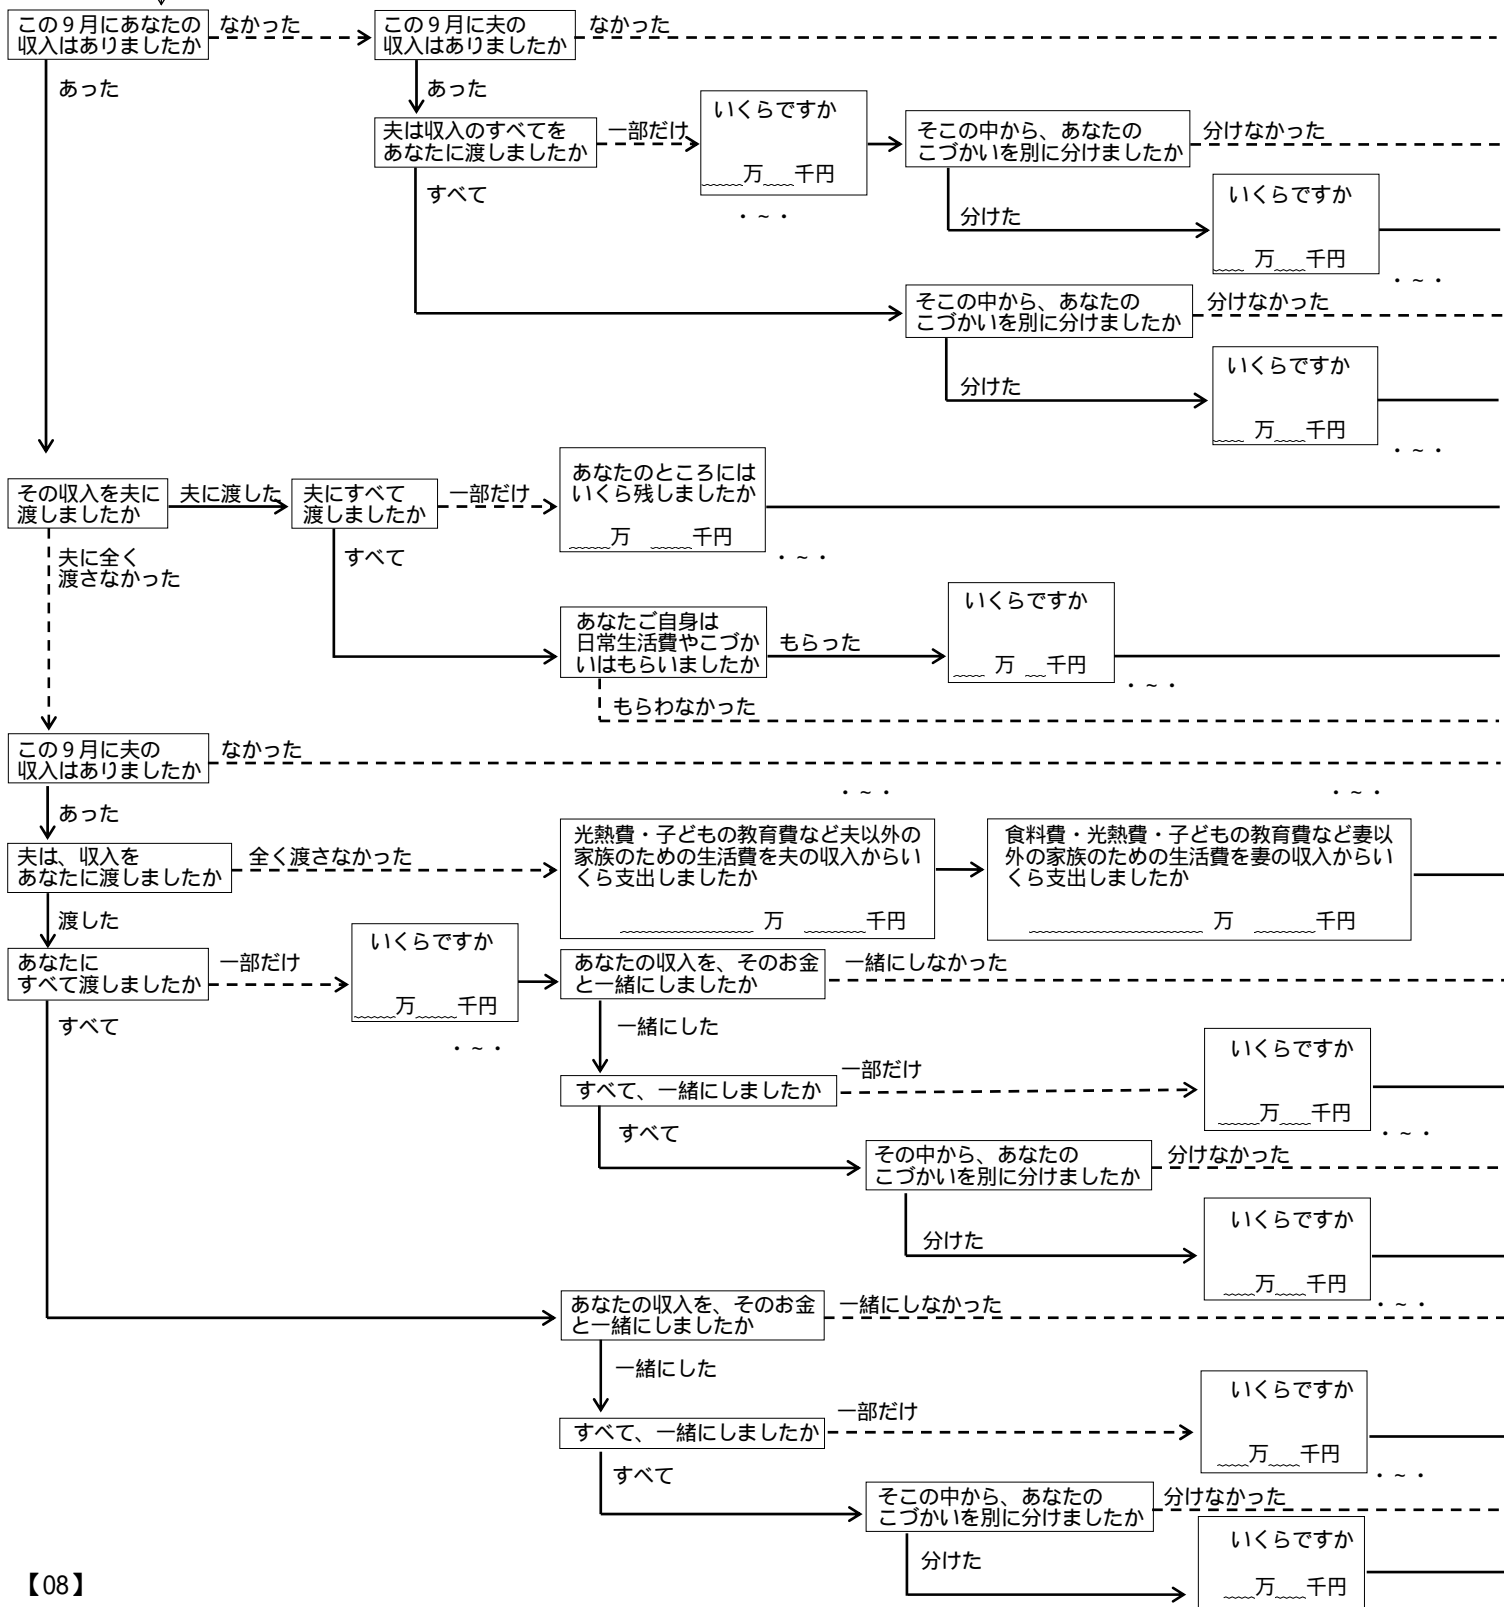 この9月にあなたの
収入はありましたか
なかった
この9月に夫の
収入はありましたか
なかった
あった
あった
夫は収入のすべてを
あなたに渡しましたか
一部だけ
いくらですか
万 千円
・~・
そこの中から、あなたの
こづかいを別に分けましたか
分けなかった
すべて
分けた
いくらですか
万 千円
・~・
そこの中から、あなたの
こづかいを別に分けましたか
分けなかった
分けた
いくらですか
万 千円
・~・
その収入を夫に
渡しましたか
夫に渡した
夫にすべて
渡しましたか
一部だけ
あなたのところには
いくら残しましたか
万 千円
・~・
夫に全く
渡さなかった
すべて
あなたご自身は
日常生活費やこづか
いはもらいましたか
もらった
いくらですか
万 千円
・~・
もらわなかった
この9月に夫の
収入はありましたか
なかった
・~・
・~・
あった
夫は、収入を
あなたに渡しましたか
全く渡さなかった
光熱費・子どもの教育費など夫以外の
家族のための生活費を夫の収入からい
くら支出しましたか
万 千円
食料費・光熱費・子どもの教育費など妻以
外の家族のための生活費を妻の収入からい
くら支出しましたか
万 千円
渡した
あなたに
すべて渡しましたか
一部だけ
いくらですか
万 千円
・~・
あなたの収入を、そのお金
と一緒にしましたか
一緒にしなかった
すべて
一緒にした
すべて、一緒にしましたか
一部だけ
いくらですか
万 千円
・~・
すべて
その中から、あなたの
こづかいを別に分けましたか
分けなかった
分けた
いくらですか
万 千円
・~・
あなたの収入を、そのお金
と一緒にしましたか
一緒にしなかった
一緒にした
すべて、一緒にしましたか
一部だけ
いくらですか
万 千円
・~・
すべて
そこの中から、あなたの
こづかいを別に分けましたか
分けなかった
分けた
いくらですか
万 千円
【08】